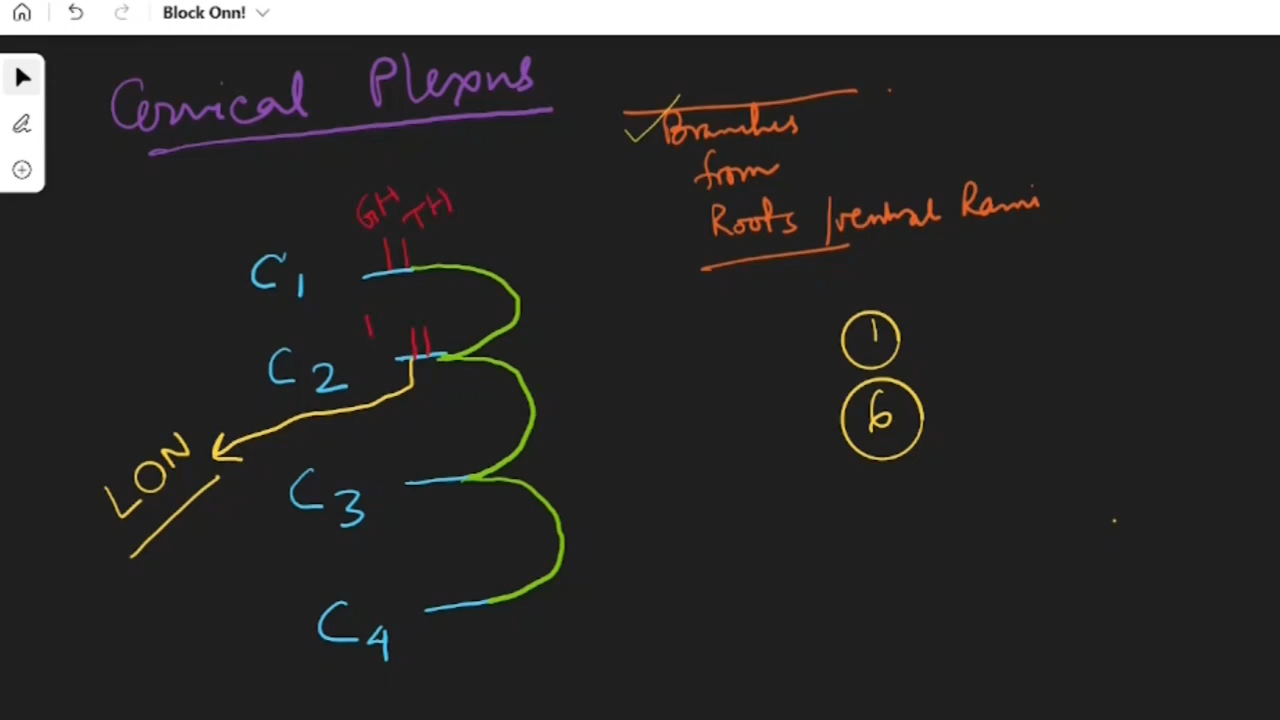 Block Onn!
Cervical Plexus
Branches
from
Roots / ventral Rami
GH TH
C1
1
C2
6
LON
C3
C4